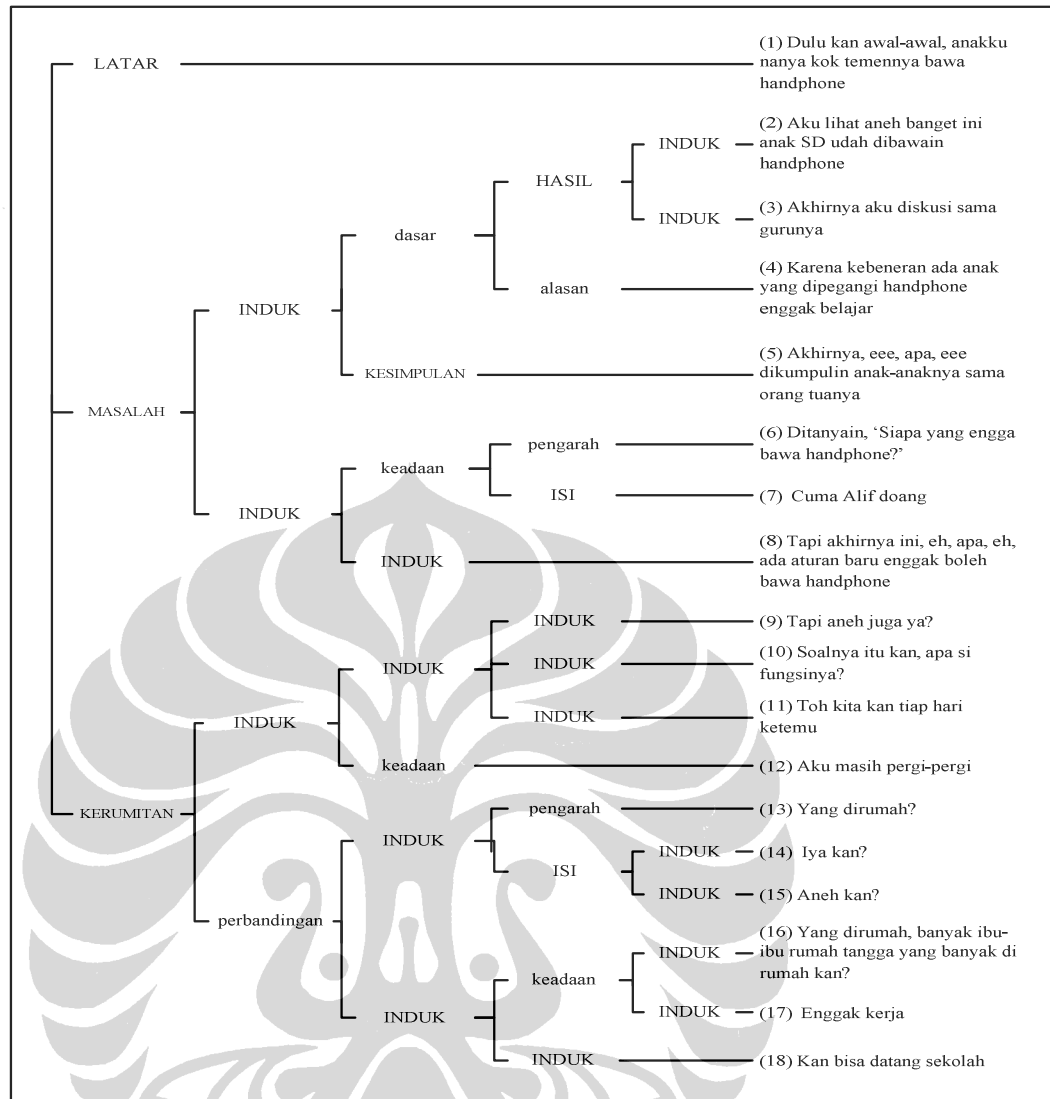 (1) Dulu kan awal-awal, anakku
nanya kok temennya bawa
handphone
LATAR
(2) Aku lihat aneh banget ini
anak SD udah dibawain
handphone
INDUK
HASIL
INDUK
(3) Akhirnya aku diskusi sama
gurunya
dasar
alasan
(4) Karena kebeneran ada anak
yang dipegangi handphone
enggak belajar
INDUK
KESIMPULAN
(5) Akhirnya, eee, apa, eee
dikumpulin anak-anaknya sama
orang tuanya
MASALAH
pengarah
(6) Ditanyain, ‘Siapa yang engga
bawa handphone?’
keadaan
ISI
(7) Cuma Alif doang
INDUK
INDUK
(8) Tapi akhirnya ini, eh, apa, eh,
ada aturan baru enggak boleh
bawa handphone
INDUK
(9) Tapi aneh juga ya?
INDUK
INDUK
(10) Soalnya itu kan, apa si
fungsinya?
INDUK
INDUK
(11) Toh kita kan tiap hari
ketemu
keadaan
(12) Aku masih pergi-pergi
KERUMITAN
pengarah
(13) Yang dirumah?
INDUK
ISI
INDUK
(14) Iya kan?
INDUK
(15) Aneh kan?
perbandingan
INDUK
(16) Yang dirumah, banyak ibu-
ibu rumah tangga yang banyak di
rumah kan?
keadaan
INDUK
(17) Enggak kerja
INDUK
INDUK
(18) Kan bisa datang sekolah